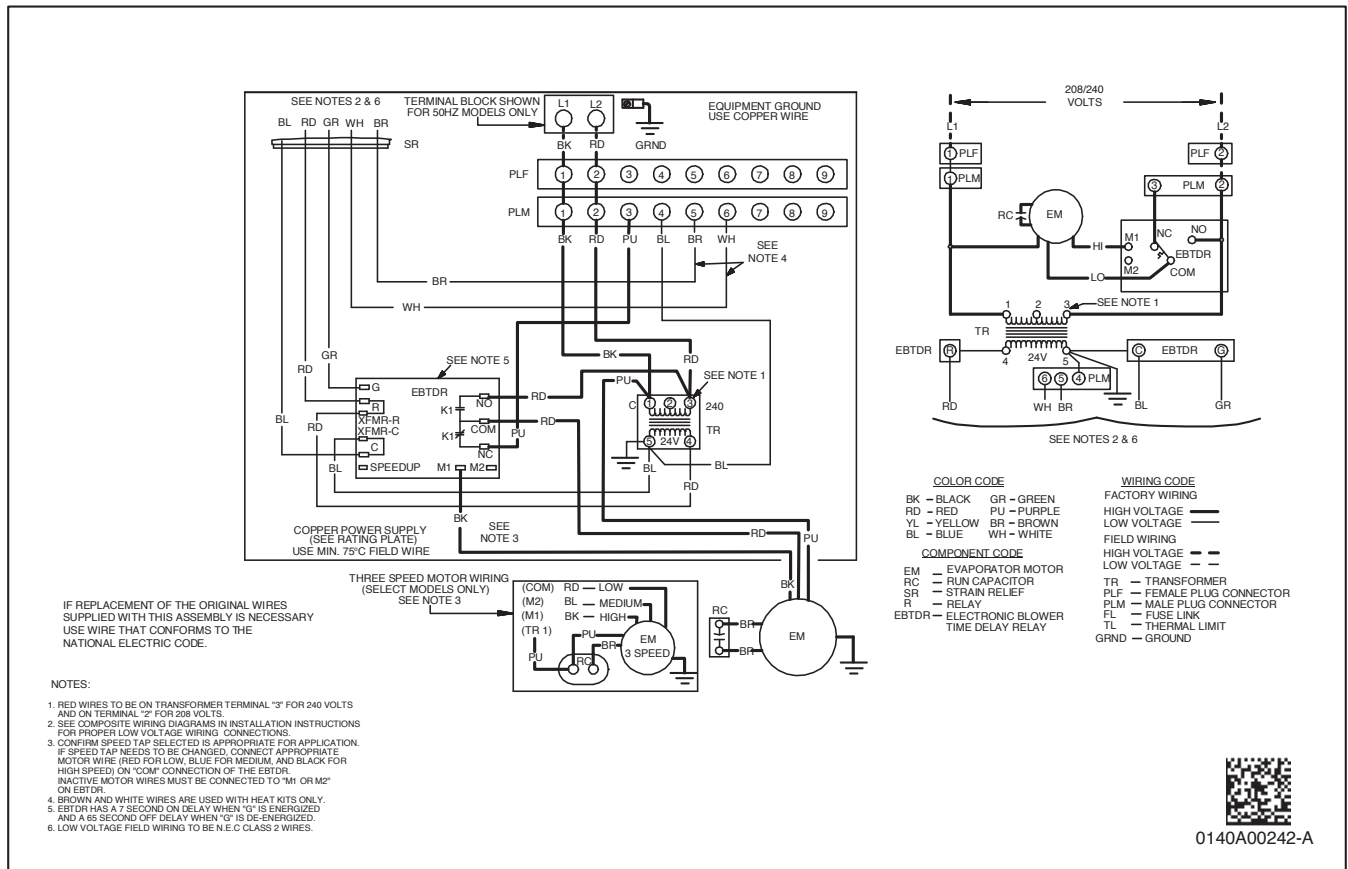 SEE NOTES 2 & 6
BL RD GR WH BR
SR
TERMINAL BLOCK SHOWN
FOR 50HZ MODELS ONLY
L1 L2
GRND
EQUIPMENT GROUND
USE COPPER WIRE
BK RD
PLF 1 2 3 4 5 6 7 8 9
PLM 1 2 3 4 5 6 7 8 9
BK RD PU BL BR WH
SEE
NOTE 4
BR
WH
GR
RD
BL
RD
BL
SEE NOTE 5
EBTDR
G
R
XFMR-R
XFMR-C
C
SPEEDUP
K1
K1
NO
COM
NC
M1 M2
RD
RD
PU
BK
PU
RD
SEE NOTE 1
C 1 2 3 240
TR
5 24V 4
BL
BL
RD
BK
SEE
NOTE 3
COPPER POWER SUPPLY
(SEE RATING PLATE)
USE MIN. 75°C FIELD WIRE
RD
PU
BK
THREE SPEED MOTOR WIRING
(SELECT MODELS ONLY)
SEE NOTE 3
(COM) RD LOW
(M2) BL MEDIUM
(M1) BK HIGH
(TR 1)
PU
PU
BR
RC
EM
3 SPEED
RC
BR
BR
EM
IF REPLACEMENT OF THE ORIGINAL WIRES
SUPPLIED WITH THIS ASSEMBLY IS NECESSARY
USE WIRE THAT CONFORMS TO THE
NATIONAL ELECTRIC CODE.
NOTES:
1. RED WIRES TO BE ON TRANSFORMER TERMINAL "3" FOR 240 VOLTS
AND ON TERMINAL "2" FOR 208 VOLTS.
2. SEE COMPOSITE WIRING DIAGRAMS IN INSTALLATION INSTRUCTIONS
FOR PROPER LOW VOLTAGE WIRING CONNECTIONS.
3. CONFIRM SPEED TAP SELECTED IS APPROPRIATE FOR APPLICATION.
IF SPEED TAP NEEDS TO BE CHANGED, CONNECT APPROPRIATE
MOTOR WIRE (RED FOR LOW, BLUE FOR MEDIUM, AND BLACK FOR
HIGH SPEED) ON "COM" CONNECTION OF THE EBTDR.
INACTIVE MOTOR WIRES MUST BE CONNECTED TO "M1 OR M2"
ON EBTDR.
4. BROWN AND WHITE WIRES ARE USED WITH HEAT KITS ONLY.
5. EBTDR HAS A 7 SECOND ON DELAY WHEN "G" IS ENERGIZED
AND A 65 SECOND OFF DELAY WHEN "G" IS DE-ENERGIZED.
6. LOW VOLTAGE FIELD WIRING TO BE N.E.C CLASS 2 WIRES.
208/240
VOLTS
L1 L2
1 PLF PLF 2
1 PLM 3 PLM 2
RC EM
HI
LO
M1 NC NO
EBTDR
M2 COM
1 2 3
SEE NOTE 1
TR
4 24V 5
EBTDR R
C EBTDR G
6 5 4 PLM
RD WH BR BL GR
SEE NOTES 2 & 6
COLOR CODE
BK – BLACK GR – GREEN
RD – RED PU – PURPLE
YL – YELLOW BR – BROWN
BL – BLUE WH – WHITE
COMPONENT CODE
EM – EVAPORATOR MOTOR
RC – RUN CAPACITOR
SR – STRAIN RELIEF
R – RELAY
EBTDR – ELECTRONIC BLOWER
TIME DELAY RELAY
WIRING CODE
FACTORY WIRING
HIGH VOLTAGE
LOW VOLTAGE
FIELD WIRING
HIGH VOLTAGE
LOW VOLTAGE
TR – TRANSFORMER
PLF – FEMALE PLUG CONNECTOR
PLM – MALE PLUG CONNECTOR
FL – FUSE LINK
TL – THERMAL LIMIT
GRND – GROUND
0140A00242-A